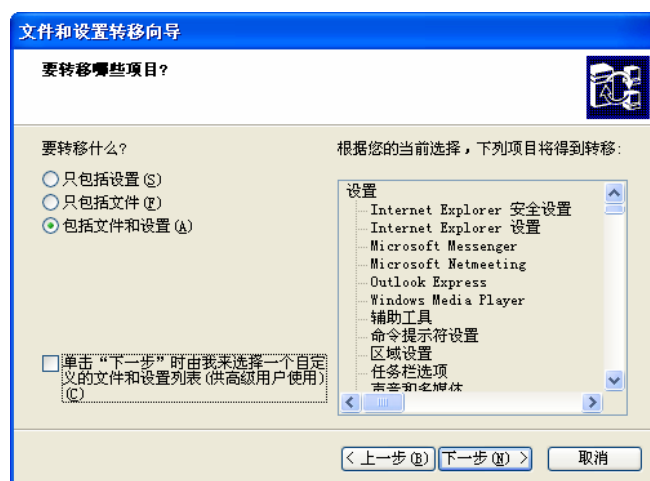 文件和设置转移向导
要转移哪些项目?
要转移什么?
只包括设置(S)
只包括文件(F)
包括文件和设置(A)
单击“下一步”时由我来选择一个自定
义的文件和设置列表(供高级用户使用)
(C)
根据您的当前选择，下列项目将得到转移:
设置
Internet Explorer 安全设置
Internet Explorer 设置
Microsoft Messenger
Microsoft Netmeeting
Outlook Express
Windows Media Player
辅助工具
命令提示符设置
区域设置
任务栏选项
声音和多媒体
< 上一步(B)
下一步(N) >
取消